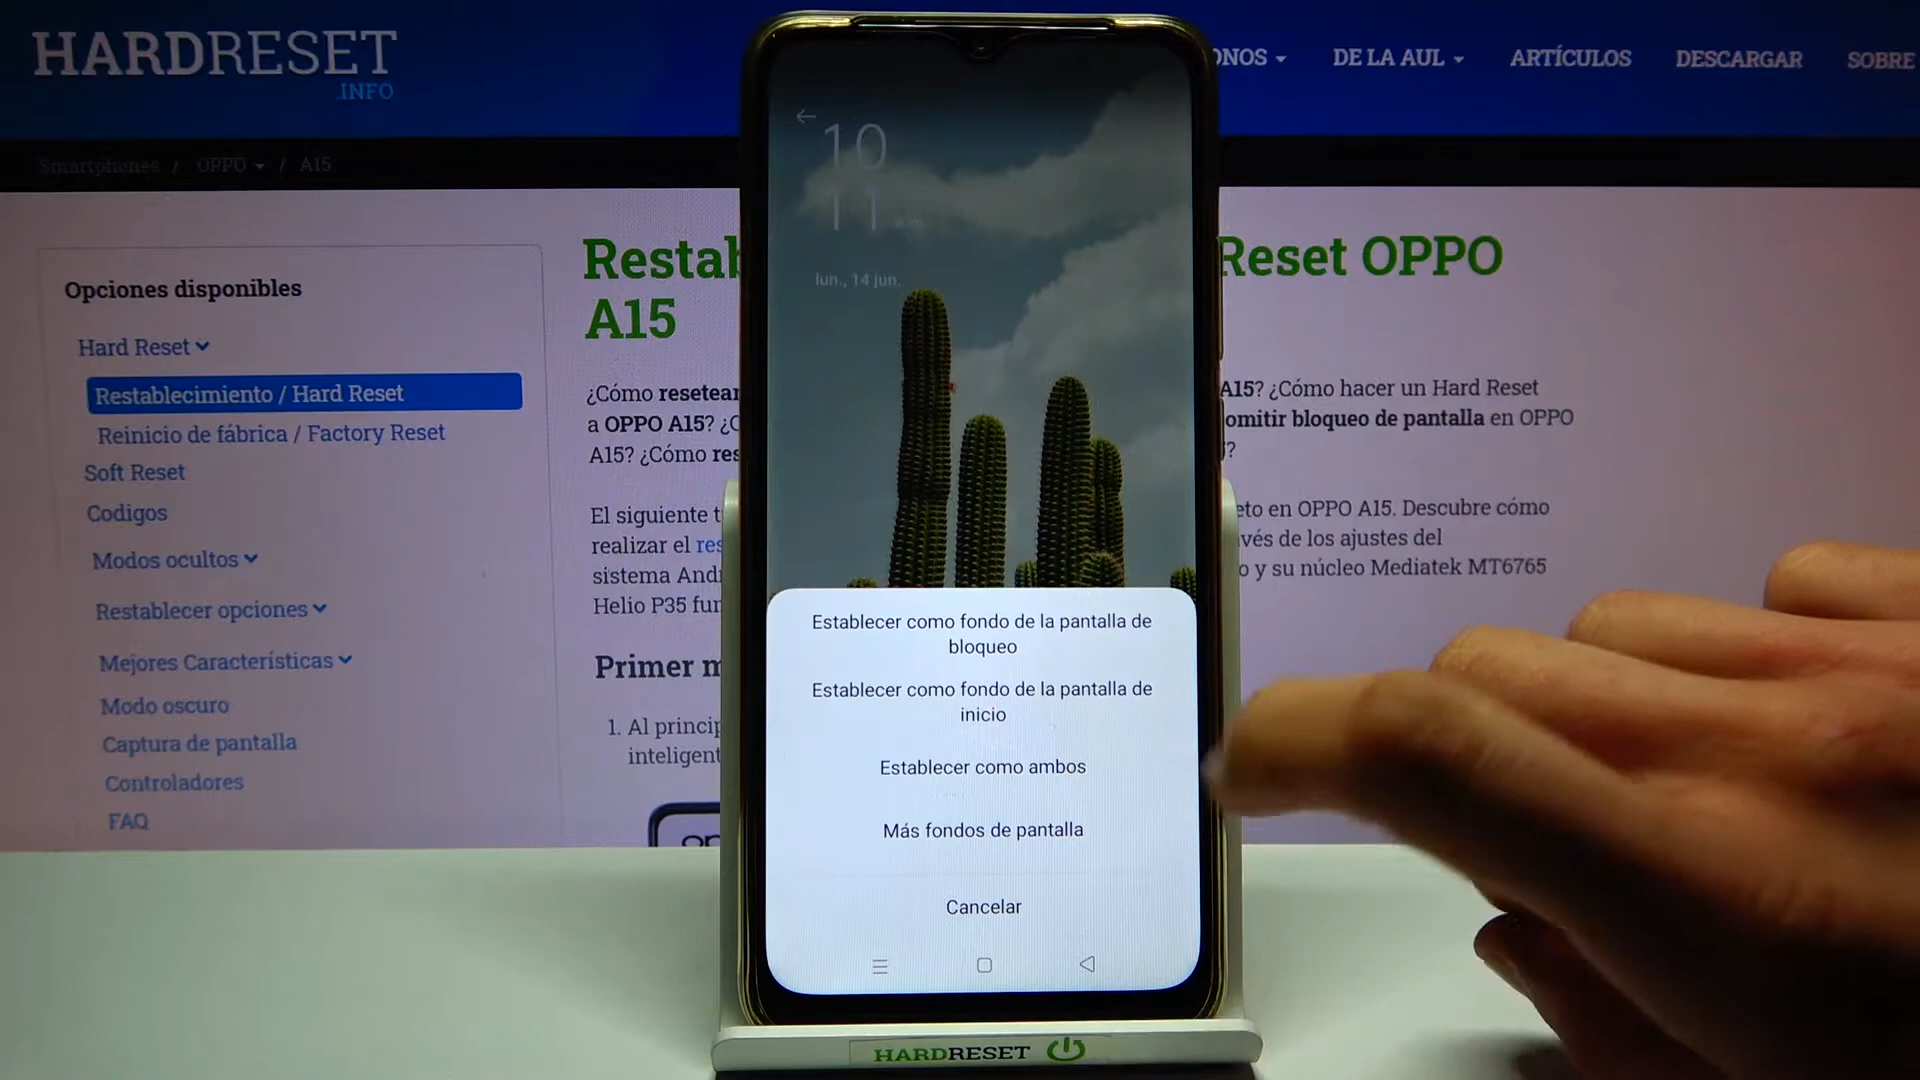 HARDRESET
.INFO
ONOS
DE LA AUL
ARTÍCULOS
DESCARGAR
SOBRE
Smartphones / OPPO / A15
Opciones disponibles
Hard Reset
Restablecimiento / Hard Reset
Reinicio de fábrica / Factory Reset
Soft Reset
Codigos
Modos ocultos
Restablecer opciones
Mejores Características
Modo oscuro
Captura de pantalla
Controladores
FAQ
Restab
A15
¿Cómo resetear
a OPPO A15? ¿C
A15? ¿Cómo res
El siguiente t
realizar el res
sistema Andr
Helio P35 fun
Primer m
1. Al princip
inteligent
op
10
11
lun., 14 jun.
Establecer como fondo de la pantalla de
bloqueo
Establecer como fondo de la pantalla de
inicio
Establecer como ambos
Más fondos de pantalla
Cancelar
Reset OPPO
A15? ¿Cómo hacer un Hard Reset
omitir bloqueo de pantalla en OPPO
?
eto en OPPO A15. Descubre cómo
vés de los ajustes del
o y su núcleo Mediatek MT6765
HARDRESET